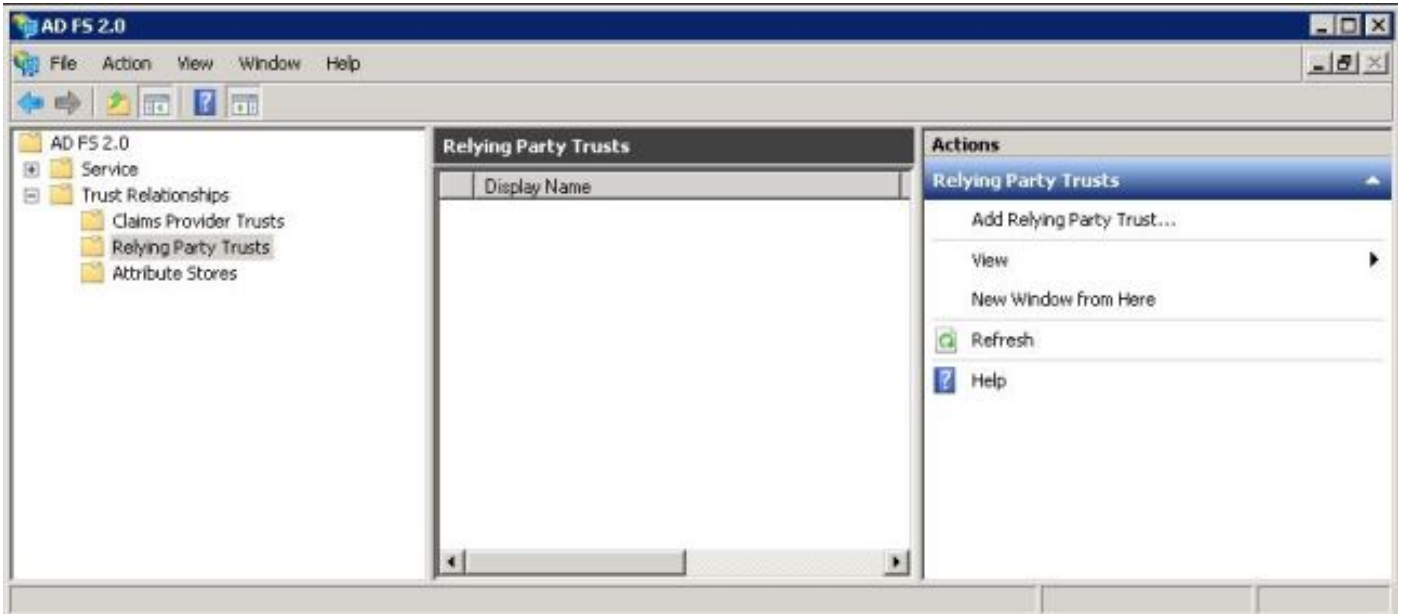 AD FS 2.0
File Action View Window Help
AD FS 2.0
Service
Trust Relationships
Claims Provider Trusts
Relying Party Trusts
Attribute Stores
Relying Party Trusts
Display Name
Actions
Relying Party Trusts
Add Relying Party Trust...
View
New Window from Here
Refresh
Help